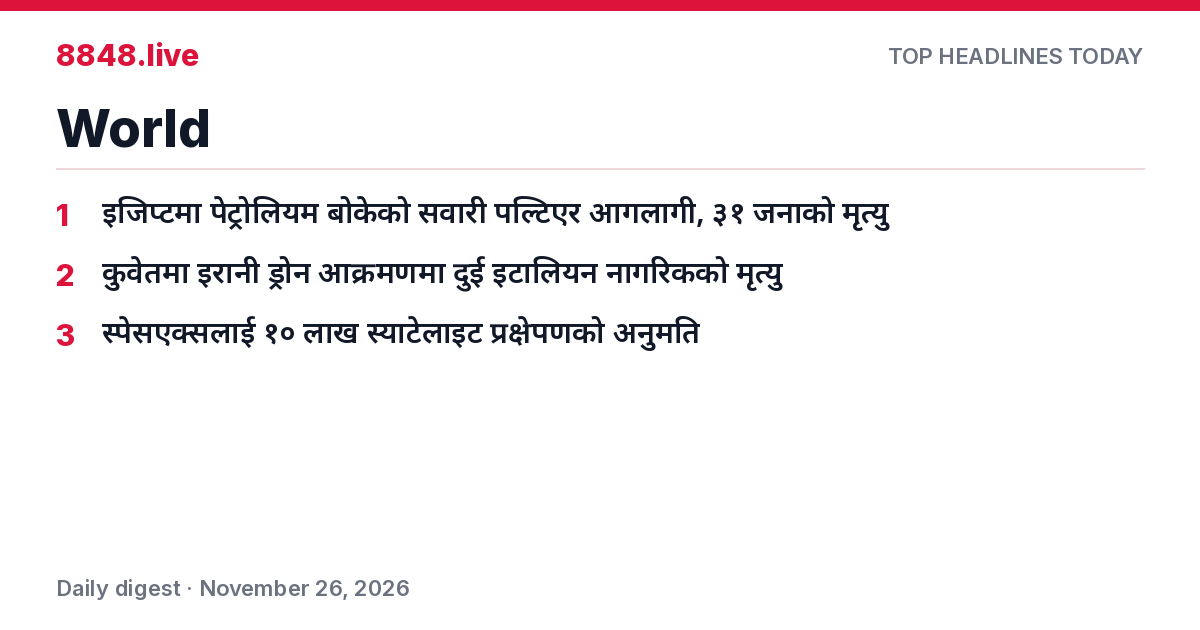 8848.live
TOP HEADLINES TODAY
World
1 इजिप्टमा पेट्रोलियम बोकेको सवारी पल्टिएर आगलागी, ३१ जनाको मृत्यु
2 कुवेतमा इरानी ड्रोन आक्रमणमा दुई इटालियन नागरिकको मृत्यु
3 स्पेसएक्सलाई १० लाख स्याटेलाइट प्रक्षेपणको अनुमति
Daily digest · November 26, 2026